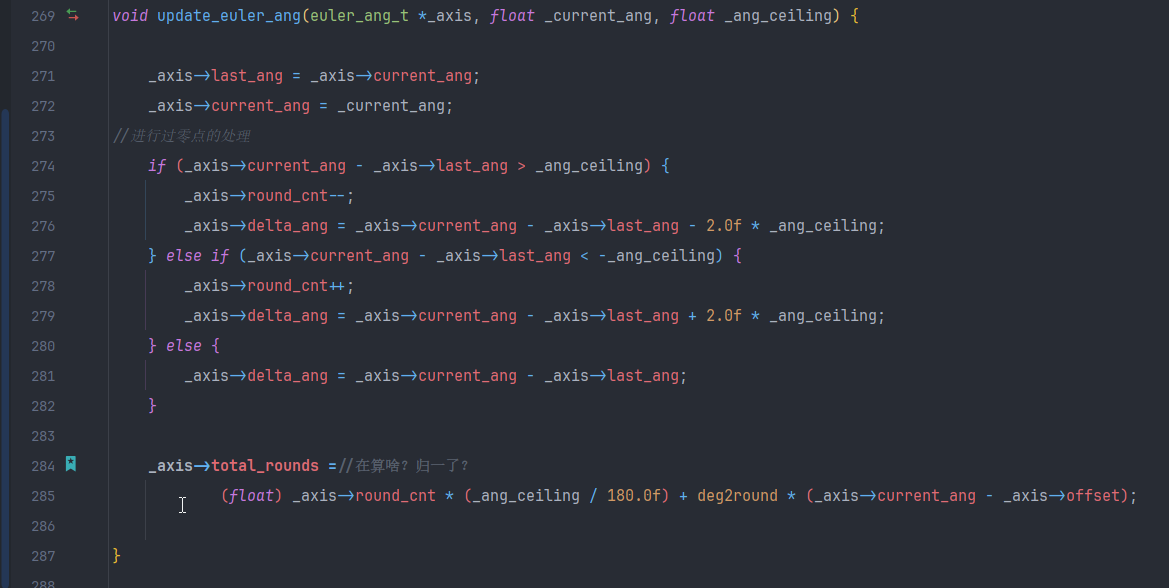 269 void update_euler_ang(euler_ang_t *_axis, float _current_ang, float _ang_ceiling) {
270
271 _axis->last_ang = _axis->current_ang;
272 _axis->current_ang = _current_ang;
273 //进行过零点的处理
274 if (_axis->current_ang - _axis->last_ang > _ang_ceiling) {
275 _axis->round_cnt--;
276 _axis->delta_ang = _axis->current_ang - _axis->last_ang - 2.0f * _ang_ceiling;
277 } else if (_axis->current_ang - _axis->last_ang < -_ang_ceiling) {
278 _axis->round_cnt++;
279 _axis->delta_ang = _axis->current_ang - _axis->last_ang + 2.0f * _ang_ceiling;
280 } else {
281 _axis->delta_ang = _axis->current_ang - _axis->last_ang;
282 }
283
284 _axis->total_rounds =//在算啥? 归一了?
285 (float) _axis->round_cnt * (_ang_ceiling / 180.0f) + deg2round * (_axis->current_ang - _axis->offset);
286
287 }
288